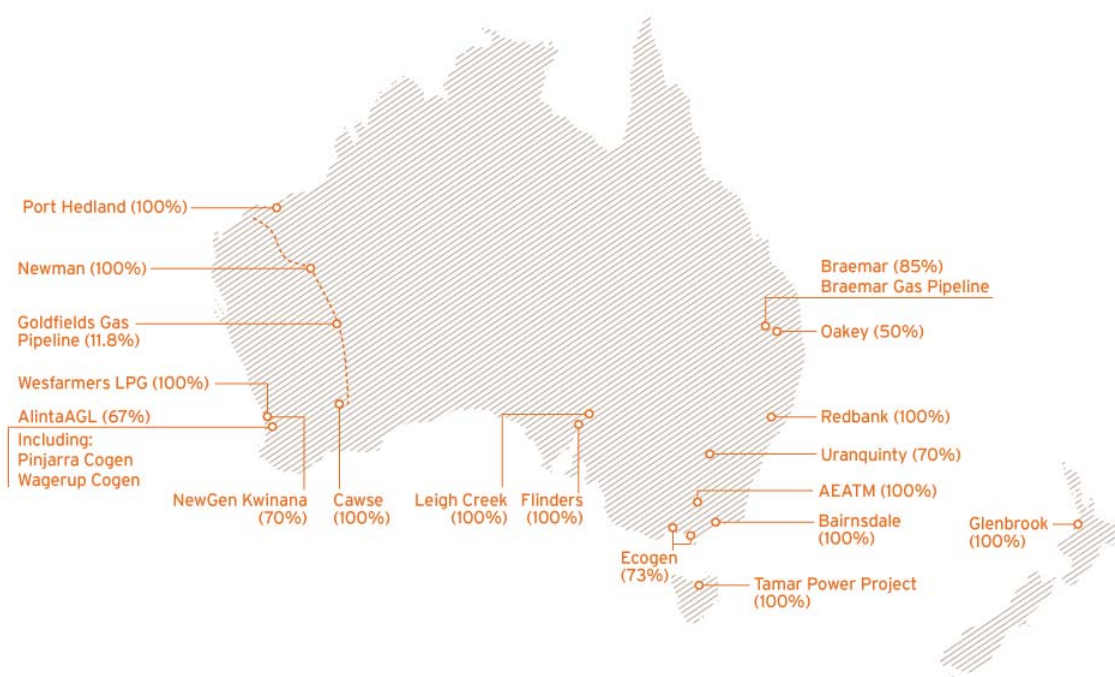 Port Hedland (100%)
Newman (100%)
Goldfields Gas
Pipeline (11.8%)
Wesfarmers LPG (100%)
AlintaAGL (67%)
Including:
Pinjarra Cogen
Wagerup Cogen
NewGen Kwinana
(70%)
Cawse
(100%)
Leigh Creek
(100%)
Flinders
(100%)
Braemar (85%)
Braemar Gas Pipeline
Oakey (50%)
Redbank (100%)
Uranquinty (70%)
AEATM (100%)
Bairnsdale
(100%)
Ecogen
(73%)
Tamar Power Project
(100%)
Glenbrook
(100%)